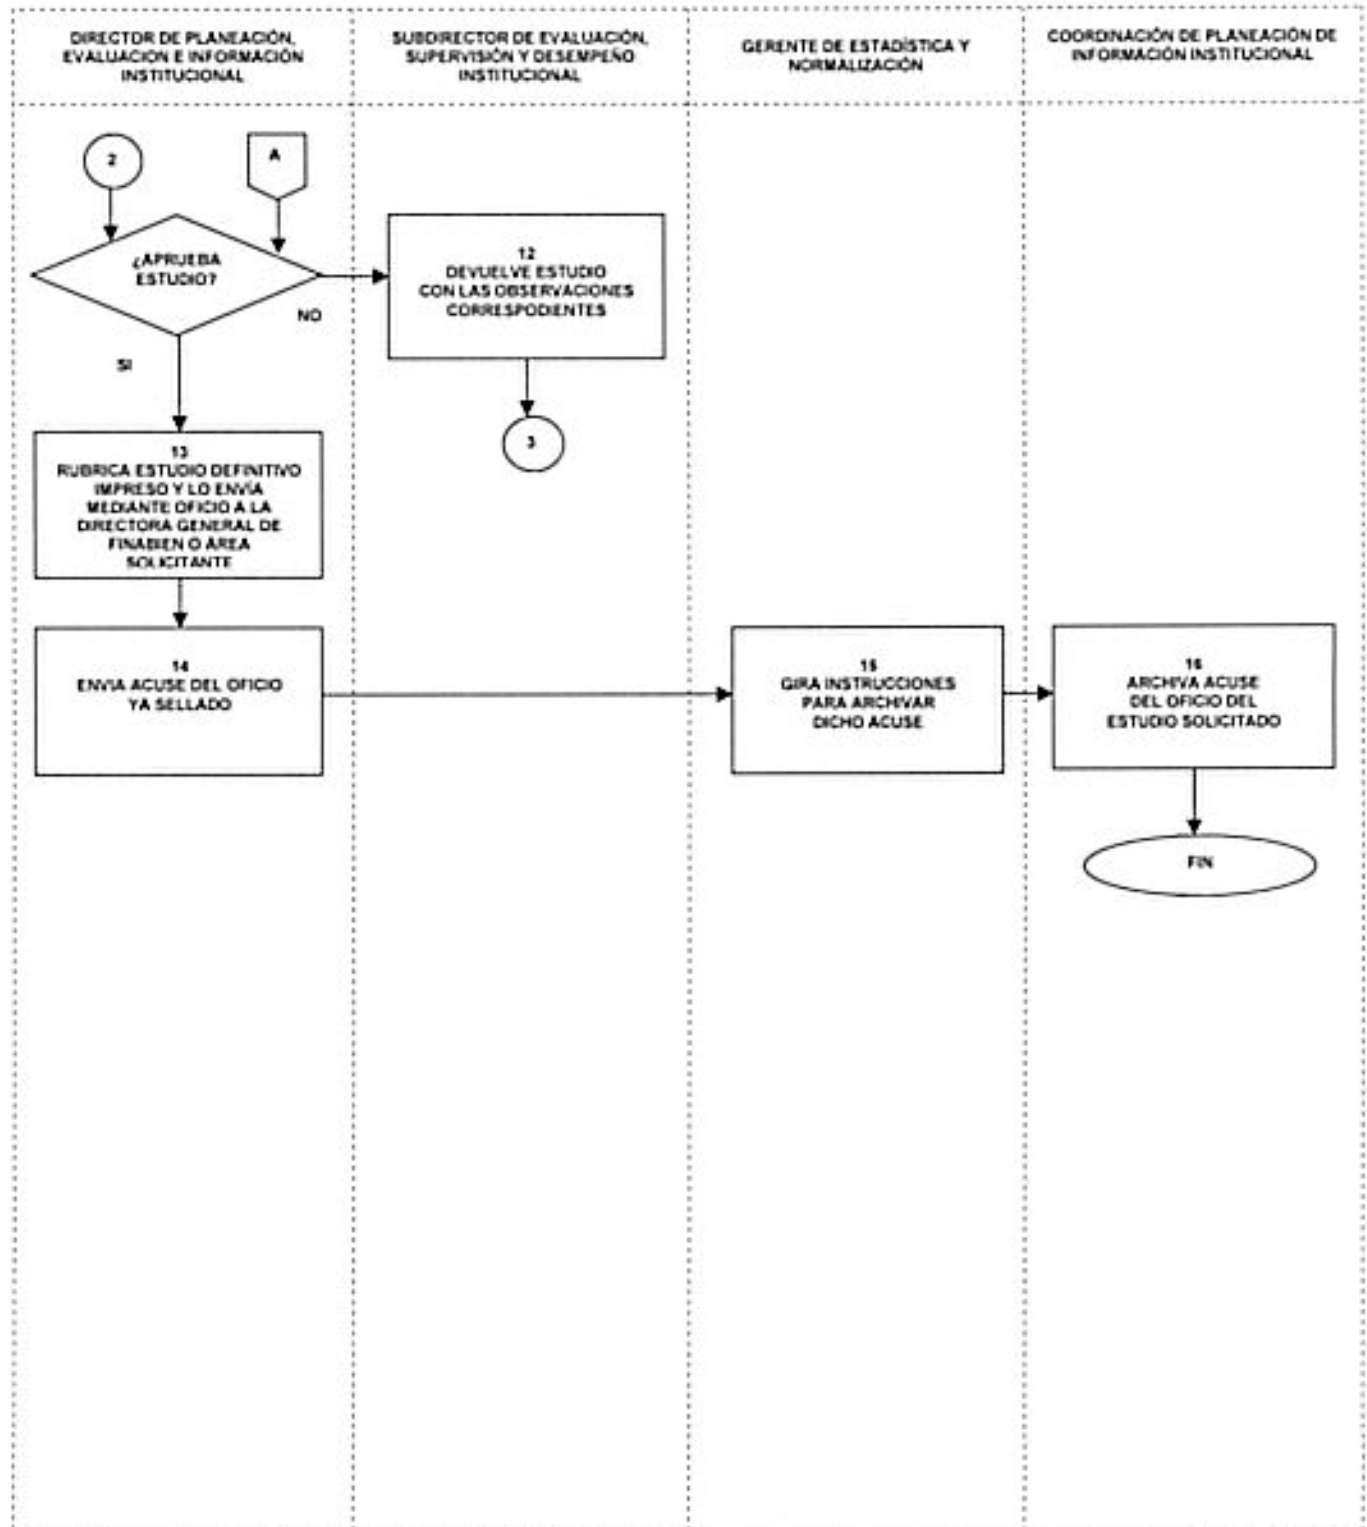 DIRECTOR DE PLANEACIÓN,
EVALUACION E INFORMACIÓN
INSTITUCIONAL
SUBDIRECTOR DE EVALUACIÓN,
SUPERVISIÓN Y DESEMPEÑO
INSTITUCIONAL
GERENTE DE ESTADÍSTICA Y
NORMALIZACIÓN
COORDINACIÓN DE PLANEACIÓN DE
INFORMACIÓN INSTITUCIONAL
2
A
¿APRUEBA
ESTUDIO?
NO
SI
12
DEVUELVE ESTUDIO
CON LAS OBSERVACIONES
CORRESPODIENTES
3
13
RUBRICA ESTUDIO DEFINITIVO
IMPRESO Y LO ENVÍA
MEDIANTE OFICIO A LA
DIRECTORA GENERAL DE
FINABIEN O ÁREA
SOLICITANTE
14
ENVIA ACUSE DEL OFICIO
YA SELLADO
15
GIRA INSTRUCCIONES
PARA ARCHIVAR
DICHO ACUSE
16
ARCHIVA ACUSE
DEL OFICIO DEL
ESTUDIO SOLICITADO
FIN